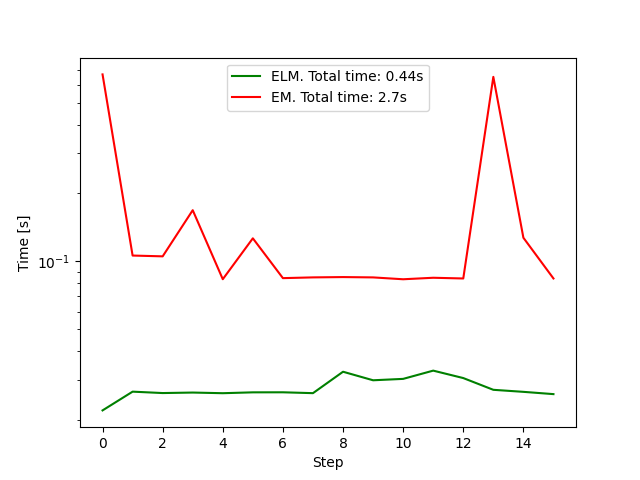 ELM. Total time: 0.44s
EM. Total time: 2.7s
Time [s]
10⁻¹
0 2 4 6 8 10 12 14
Step